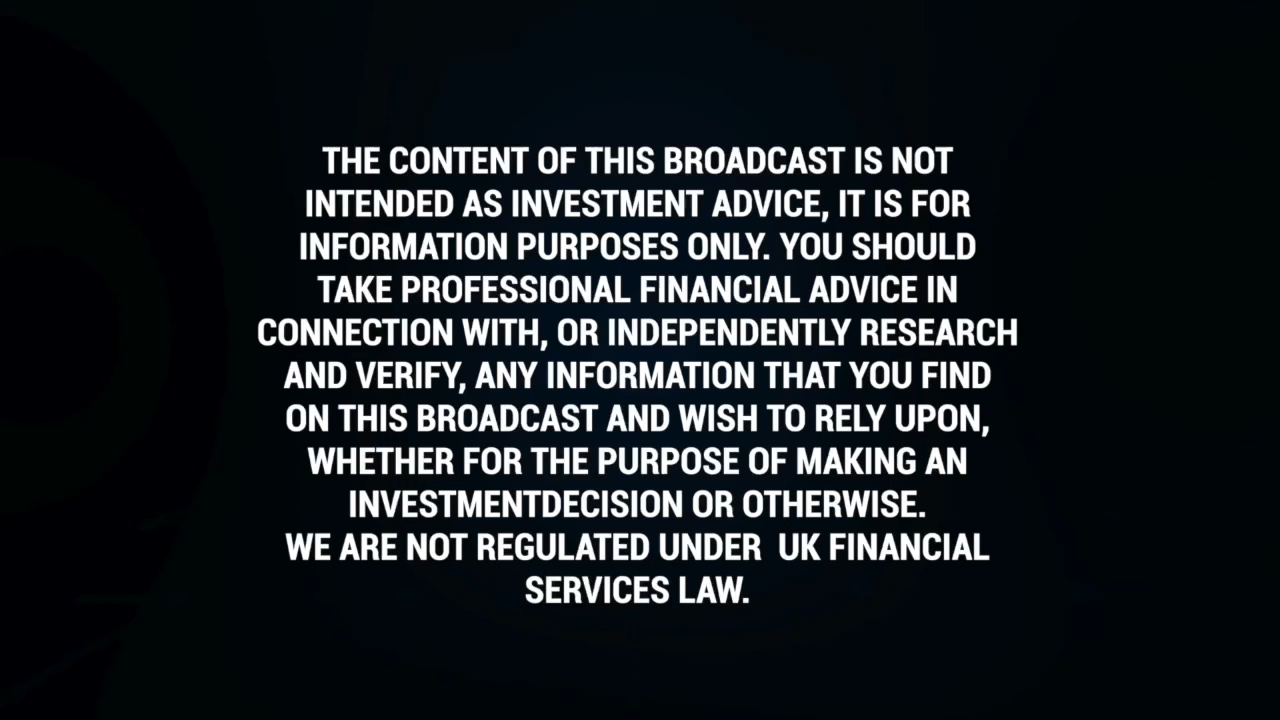 THE CONTENT OF THIS BROADCAST IS NOT
INTENDED AS INVESTMENT ADVICE, IT IS FOR
INFORMATION PURPOSES ONLY. YOU SHOULD
TAKE PROFESSIONAL FINANCIAL ADVICE IN
CONNECTION WITH, OR INDEPENDENTLY RESEARCH
AND VERIFY, ANY INFORMATION THAT YOU FIND
ON THIS BROADCAST AND WISH TO RELY UPON,
WHETHER FOR THE PURPOSE OF MAKING AN
INVESTMENTDECISION OR OTHERWISE.
WE ARE NOT REGULATED UNDER  UK FINANCIAL
SERVICES LAW.